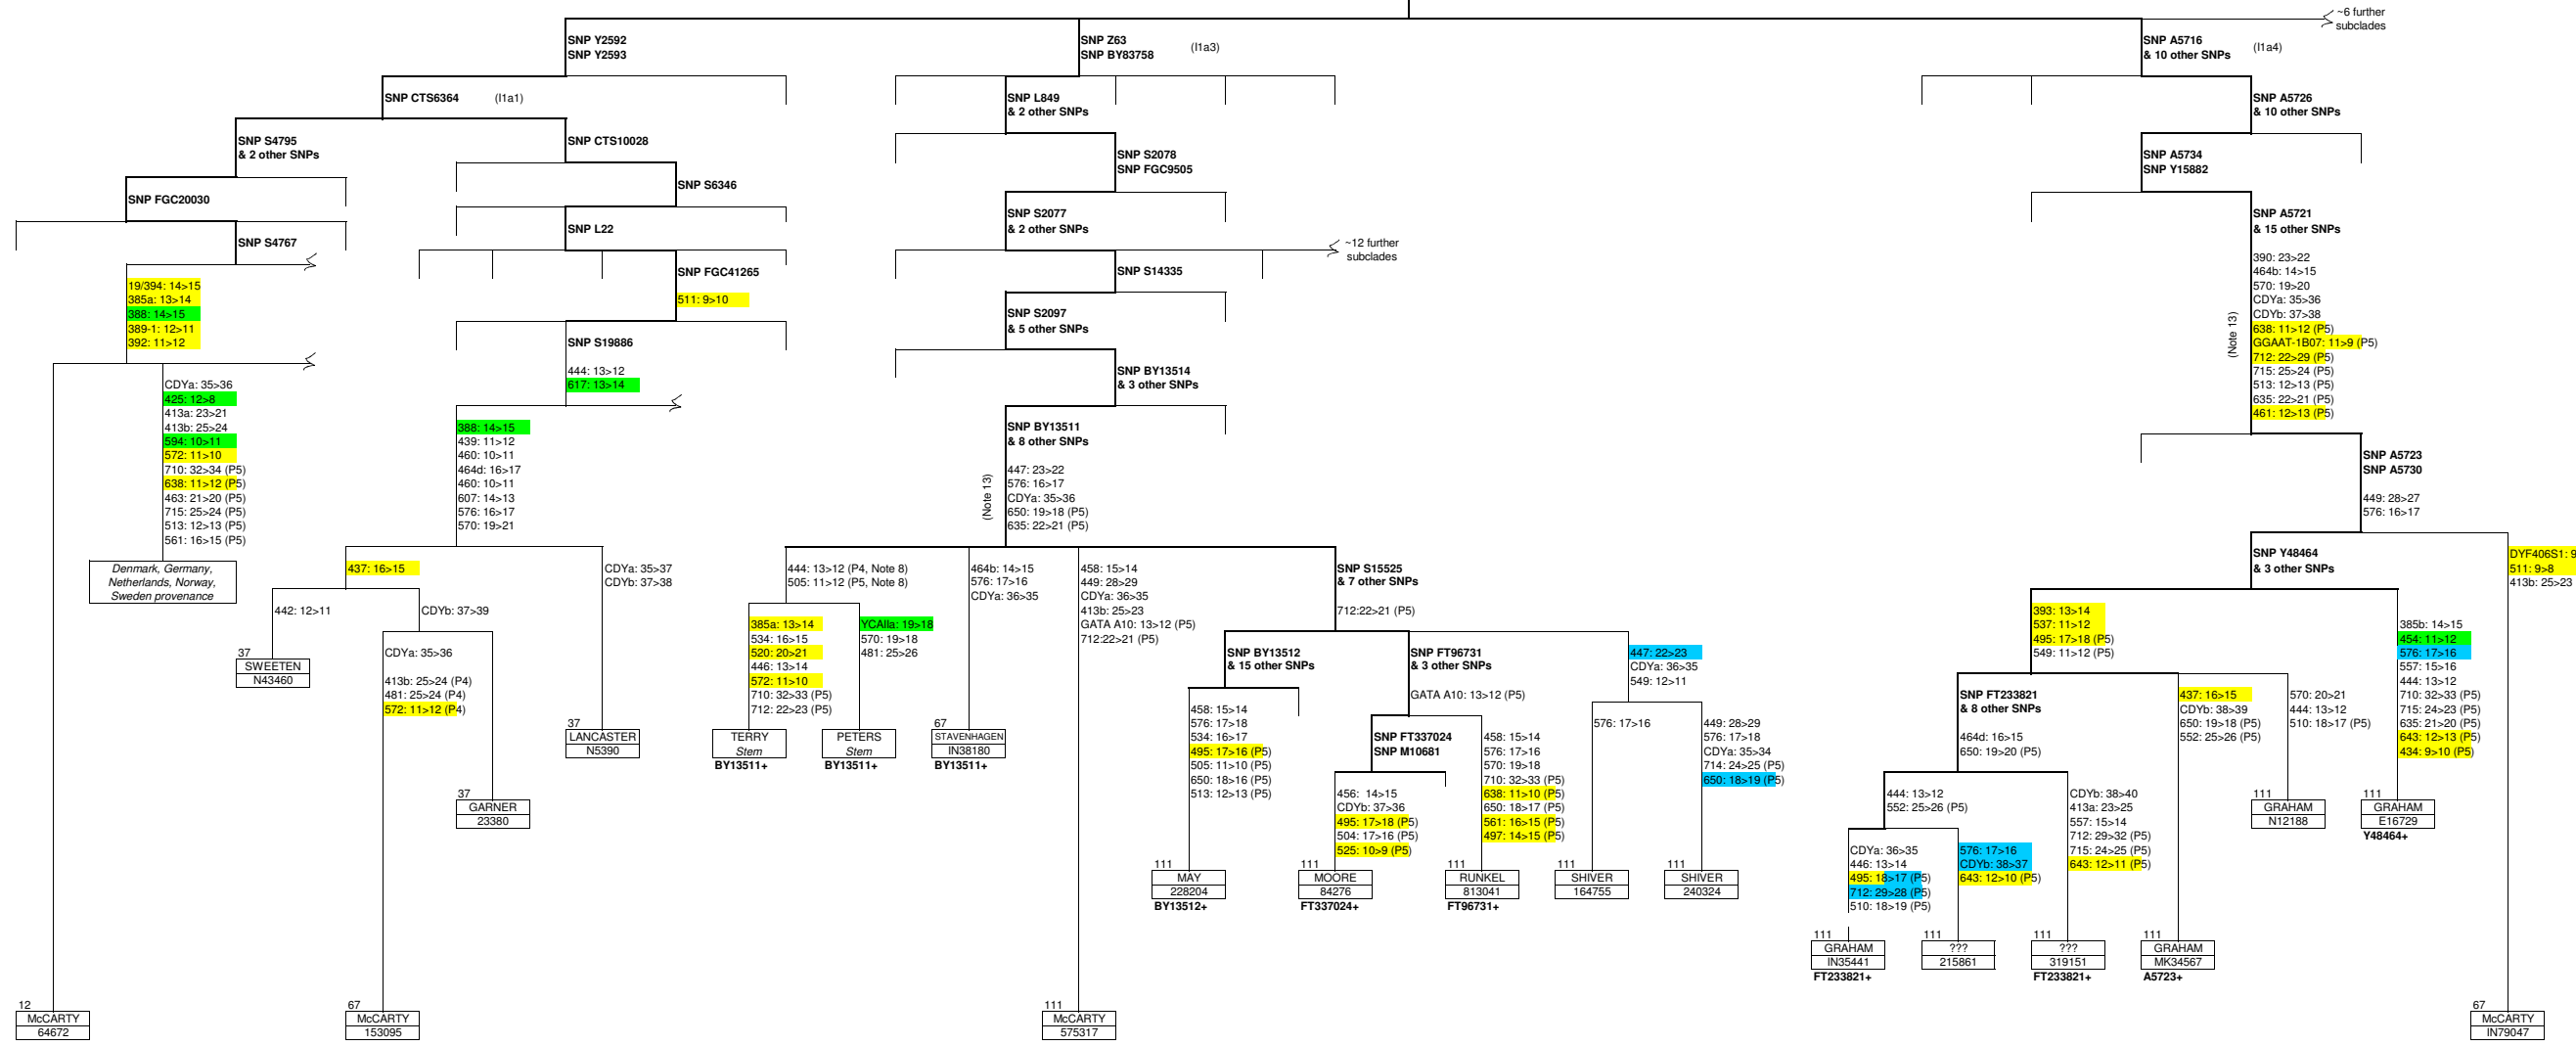 ~6 further
subclades
SNP Y2592
SNP Y2593
SNP Z63
SNP BY83758
(I1a3)
SNP A5716
& 10 other SNPs
(I1a4)
SNP CTS6364
(I1a1)
SNP L849
& 2 other SNPs
SNP A5726
& 10 other SNPs
SNP S4795
& 2 other SNPs
SNP CTS10028
SNP S2078
SNP FGC9505
SNP A5734
SNP Y15882
SNP FGC20030
SNP S6346
SNP S2077
& 2 other SNPs
SNP A5721
& 15 other SNPs
390: 23>22
464b: 14>15
570: 19>20
CDYa: 35>36
CDYb: 37>38
638: 11>12 (P5)
GGAAT-1B07: 11>9 (P5)
712: 22>29 (P5)
715: 25>24 (P5)
513: 12>13 (P5)
635: 22>21 (P5)
461: 12>13 (P5)
(Note 13)
SNP S4767
SNP L22
~12 further
subclades
SNP FGC41265
511: 9>10
SNP S14335
19/394: 14>15
385a: 13>14
388: 14>15
389-1: 12>11
392: 11>12
SNP S2097
& 5 other SNPs
SNP S19886
444: 13>12
617: 13>14
SNP BY13514
& 3 other SNPs
CDYa: 35>36
425: 12>8
413a: 23>21
413b: 25>24
594: 10>11
572: 11>10
710: 32>34 (P5)
638: 11>12 (P5)
463: 21>20 (P5)
715: 25>24 (P5)
513: 12>13 (P5)
561: 16>15 (P5)
Denmark, Germany,
Netherlands, Norway,
Sweden provenance
388: 14>15
439: 11>12
460: 10>11
464d: 16>17
460: 10>11
607: 14>13
576: 16>17
570: 19>21
SNP BY13511
& 8 other SNPs
447: 23>22
576: 16>17
CDYa: 35>36
650: 19>18 (P5)
635: 22>21 (P5)
(Note 13)
SNP A5723
SNP A5730
449: 28>27
576: 16>17
437: 16>15
CDYa: 35>37
CDYb: 37>38
444: 13>12 (P4, Note 8)
505: 11>12 (P5, Note 8)
464b: 14>15
576: 17>16
CDYa: 36>35
458: 15>14
449: 28>29
CDYa: 36>35
413b: 25>23
GATA A10: 13>12 (P5)
712:22>21 (P5)
SNP S15525
& 7 other SNPs
712:22>21 (P5)
SNP Y48464
& 3 other SNPs
DYF406S1: 9
511: 9>8
413b: 25>23
442: 12>11
CDYb: 37>39
385a: 13>14
534: 16>15
520: 20>21
446: 13>14
572: 11>10
710: 32>33 (P5)
712: 22>23 (P5)
YCAIIa: 19>18
570: 19>18
481: 25>26
393: 13>14
537: 11>12
495: 17>18 (P5)
549: 11>12 (P5)
385b: 14>15
454: 11>12
576: 17>16
557: 15>16
444: 13>12
710: 32>33 (P5)
715: 24>23 (P5)
635: 21>20 (P5)
643: 12>13 (P5)
434: 9>10 (P5)
CDYa: 35>36
413b: 25>24 (P4)
481: 25>24 (P4)
572: 11>12 (P4)
SNP BY13512
& 15 other SNPs
SNP FT96731
& 3 other SNPs
GATA A10: 13>12 (P5)
447: 22>23
CDYa: 36>35
549: 12>11
37
SWEETEN
N43460
SNP FT233821
& 8 other SNPs
464d: 16>15
650: 19>20 (P5)
437: 16>15
CDYb: 38>39
650: 19>18 (P5)
552: 25>26 (P5)
570: 20>21
444: 13>12
510: 18>17 (P5)
458: 15>14
576: 17>18
534: 16>17
495: 17>16 (P5)
505: 11>10 (P5)
650: 18>16 (P5)
513: 12>13 (P5)
37
LANCASTER
N5390
TERRY
Stem
BY13511+
PETERS
Stem
BY13511+
67
STAVENHAGEN
IN38180
BY13511+
SNP FT337024
SNP M10681
458: 15>14
576: 17>16
570: 19>18
710: 32>33 (P5)
638: 11>10 (P5)
650: 18>17 (P5)
561: 16>15 (P5)
497: 14>15 (P5)
576: 17>16
449: 28>29
576: 17>18
CDYa: 35>34
714: 24>25 (P5)
650: 18>19 (P5)
456: 14>15
CDYb: 37>36
495: 17>18 (P5)
504: 17>16 (P5)
525: 10>9 (P5)
444: 13>12
552: 25>26 (P5)
CDYb: 38>40
413a: 23>25
557: 15>14
712: 29>32 (P5)
715: 24>25 (P5)
643: 12>11 (P5)
37
GARNER
23380
111
GRAHAM
N12188
111
GRAHAM
E16729
Y48464+
CDYa: 36>35
446: 13>14
495: 18>17 (P5)
712: 29>28 (P5)
510: 18>19 (P5)
576: 17>16
CDYb: 38>37
643: 12>10 (P5)
111
MAY
228204
BY13512+
111
MOORE
84276
FT337024+
111
RUNKEL
813041
FT96731+
111
SHIVER
164755
111
SHIVER
240324
111
GRAHAM
IN35441
FT233821+
111
???
215861
111
???
319151
FT233821+
111
GRAHAM
MK34567
A5723+
12
McCARTY
64672
67
McCARTY
153095
111
McCARTY
575317
67
McCARTY
IN79047